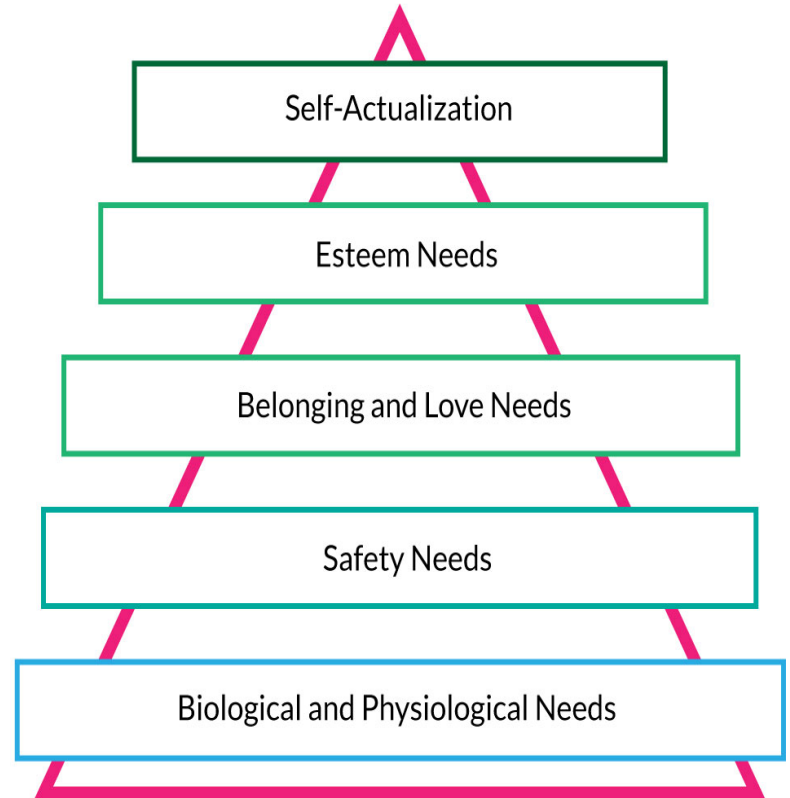 Self-Actualization
Esteem Needs
Belonging and Love Needs
Safety Needs
Biological and Physiological Needs